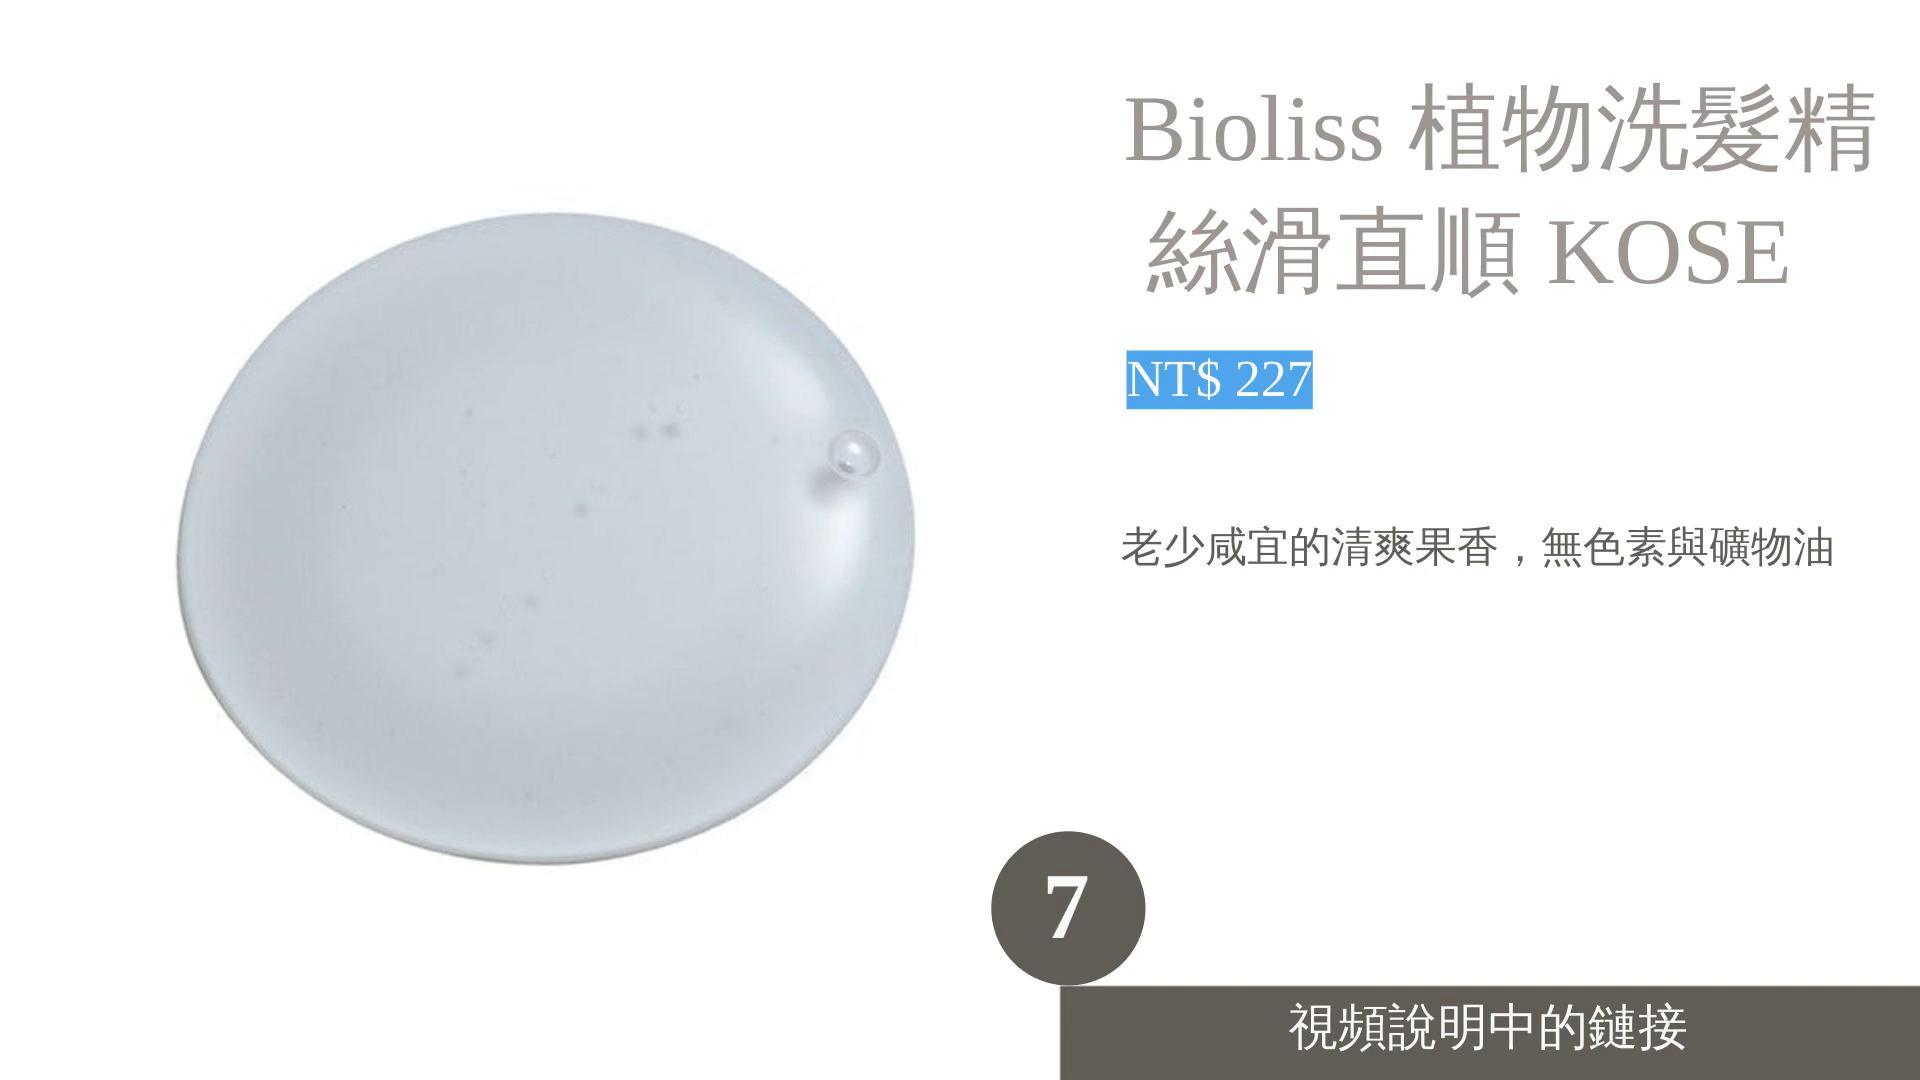 Bioliss 植物洗髮精
絲滑直順 KOSE
NT$ 227
老少咸宜的清爽果香，無色素與礦物油
7
視頻說明中的鏈接